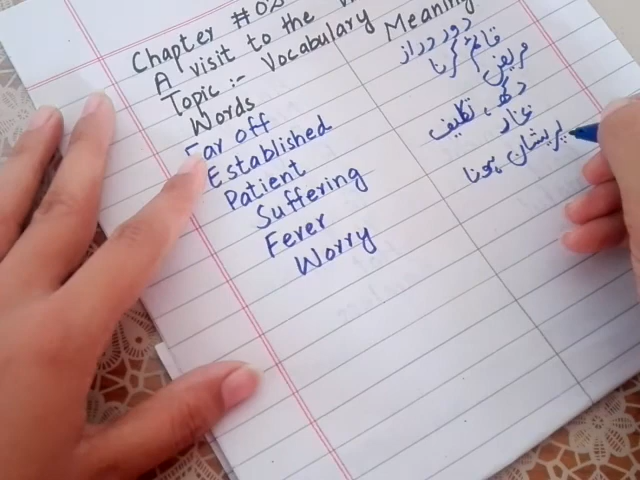 Chapter #
A visit to the
Topic :- Vocabulary
Words Meaning
Far off دور دراز
Established قائم کرنا
Patient مریض
Suffering دکھ، تکلیف
Fever بخار
Worry پریشان ہونا